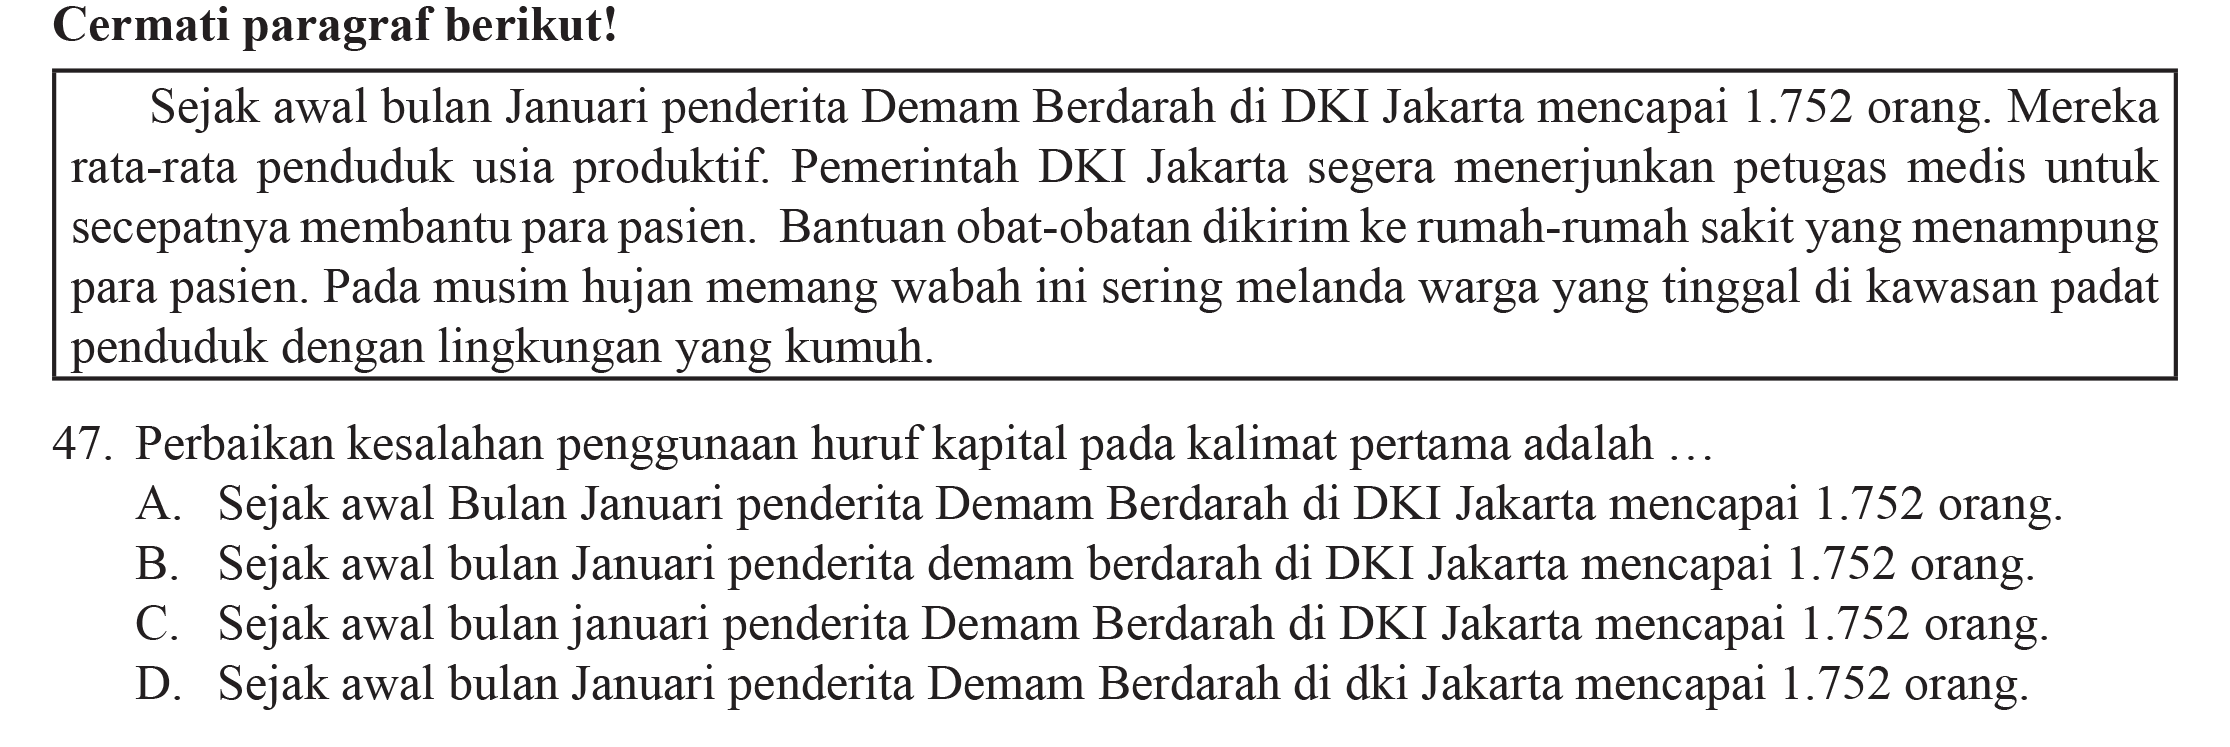 Cermati paragraf berikut!
Sejak awal bulan Januari penderita Demam Berdarah di DKI Jakarta mencapai 1.752 orang. Mereka
rata-rata penduduk usia produktif. Pemerintah DKI Jakarta segera menerjunkan petugas medis untuk
secepatnya membantu para pasien. Bantuan obat-obatan dikirim ke rumah-rumah sakit yang menampung
para pasien. Pada musim hujan memang wabah ini sering melanda warga yang tinggal di kawasan padat
penduduk dengan lingkungan yang kumuh.
47. Perbaikan kesalahan penggunaan huruf kapital pada kalimat pertama adalah …
A. Sejak awal Bulan Januari penderita Demam Berdarah di DKI Jakarta mencapai 1.752 orang.
B. Sejak awal bulan Januari penderita demam berdarah di DKI Jakarta mencapai 1.752 orang.
C. Sejak awal bulan januari penderita Demam Berdarah di DKI Jakarta mencapai 1.752 orang.
D. Sejak awal bulan Januari penderita Demam Berdarah di dki Jakarta mencapai 1.752 orang.